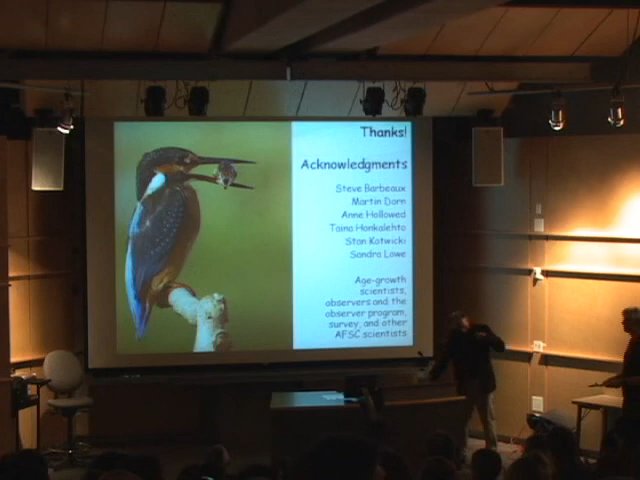 Thanks!
Acknowledgments
Steve Barbeaux
Martin Dorn
Anne Hollowed
Taina Honkalehto
Stan Kotwicki
Sandra Lowe
Age-growth
scientists,
observers and the
observer program,
survey, and other
AFSC scientists